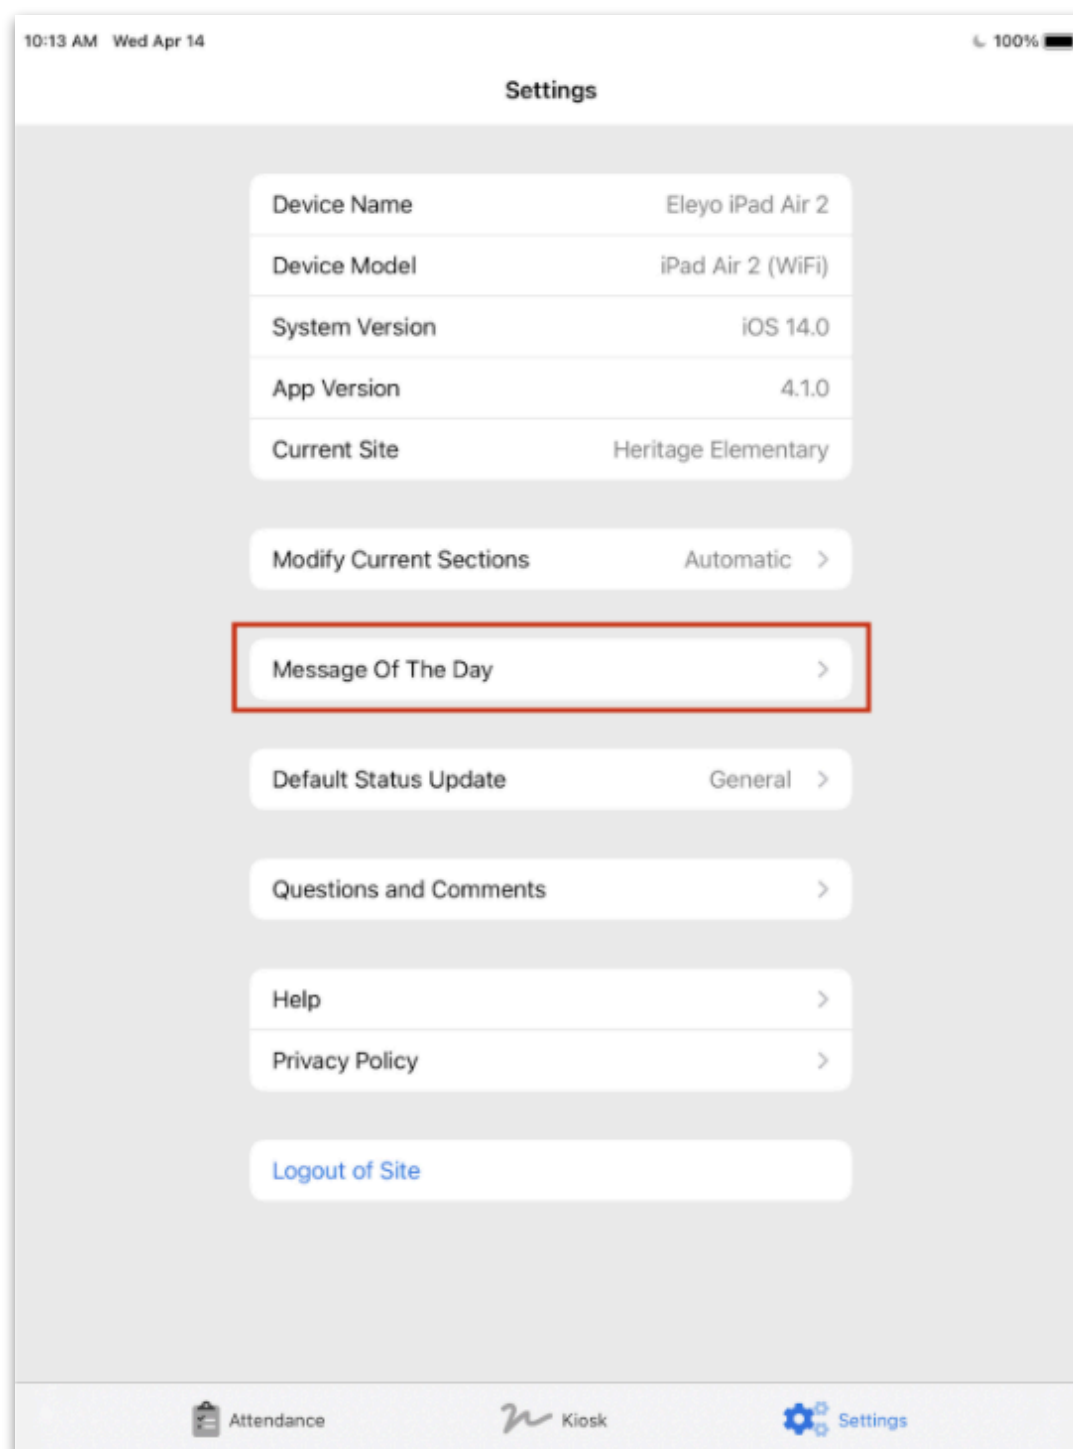 10:13 AM Wed Apr 14 100%
Settings
Device Name Eleyo iPad Air 2
Device Model iPad Air 2 (WiFi)
System Version iOS 14.0
App Version 4.1.0
Current Site Heritage Elementary
Modify Current Sections Automatic
Message Of The Day
Default Status Update General
Questions and Comments
Help
Privacy Policy
Logout of Site
Attendance Kiosk Settings